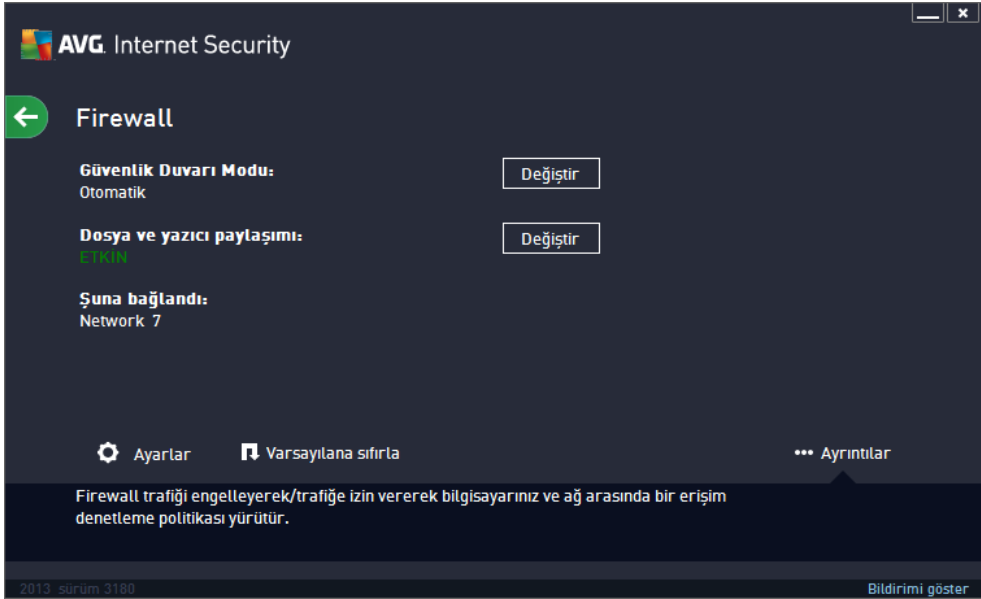 AVG. Internet Security
Firewall
Güvenlik Duvarı Modu:
Değiştir
Otomatik
Dosya ve yazıcı paylaşımı:
Değiştir
ETKİN
Şuna bağlandı:
Network 7
Ayarlar
Varsayılana sıfırla
Ayrıntılar
Firewall trafiği engelleyerek/trafiğe izin vererek bilgisayarınız ve ağ arasında bir erişim
denetleme politikası yürütür.
2013 sürüm 3180
Bildirimi göster